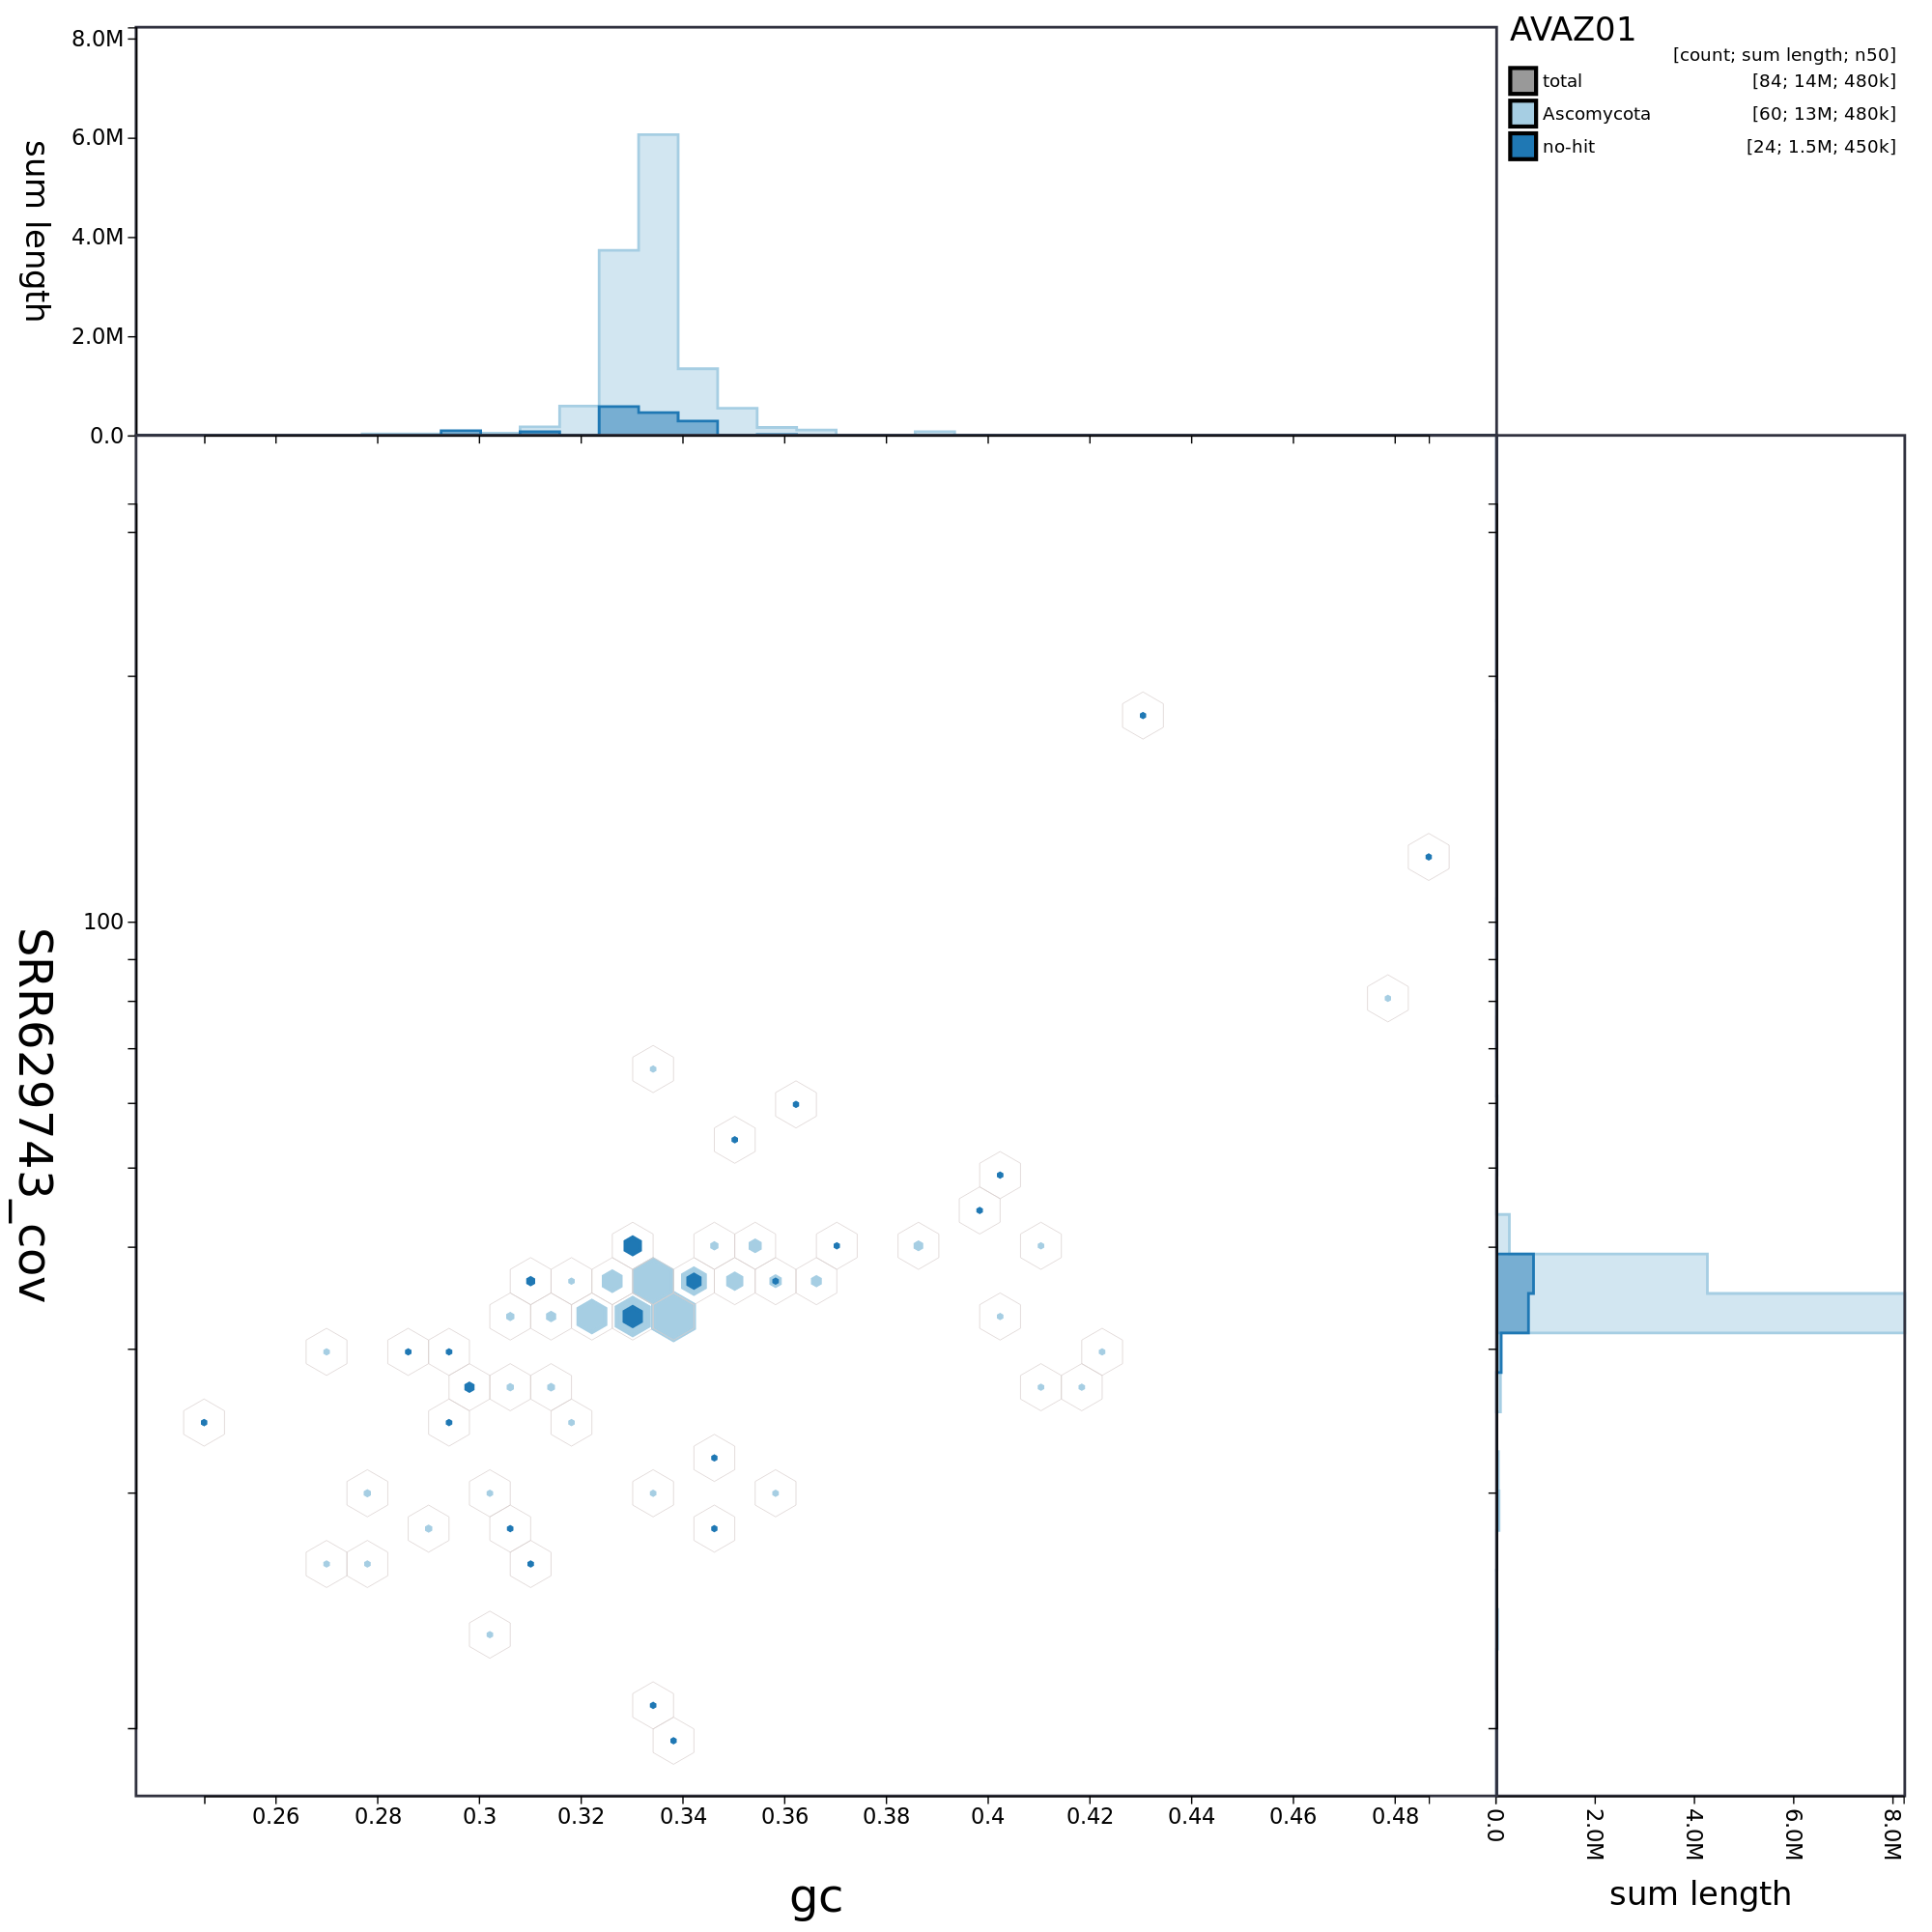 AVAZ01
[count; sum length; n50]
total [84; 14M; 480k]
Ascomycota [60; 13M; 480k]
no-hit [24; 1.5M; 450k]
sum length
8.0M
6.0M
4.0M
2.0M
0.0
SRR629743_cov
100
0.26 0.28 0.3 0.32 0.34 0.36 0.38 0.4 0.42 0.44 0.46 0.48
gc
0.0 2.0M 4.0M 6.0M 8.0M
sum length